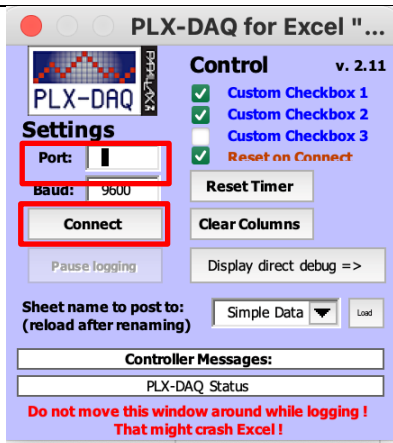 PLX-DAQ for Excel "...
PLX-DAQ
PARALLAX
Control v. 2.11
Custom Checkbox 1
Custom Checkbox 2
Custom Checkbox 3
Reset on Connect
Settings
Port:
Baud: 9600
Reset Timer
Connect
Clear Columns
Pause logging
Display direct debug =>
Sheet name to post to:
(reload after renaming)
Simple Data
Load
Controller Messages:
PLX-DAQ Status
Do not move this window around while logging !
That might crash Excel !